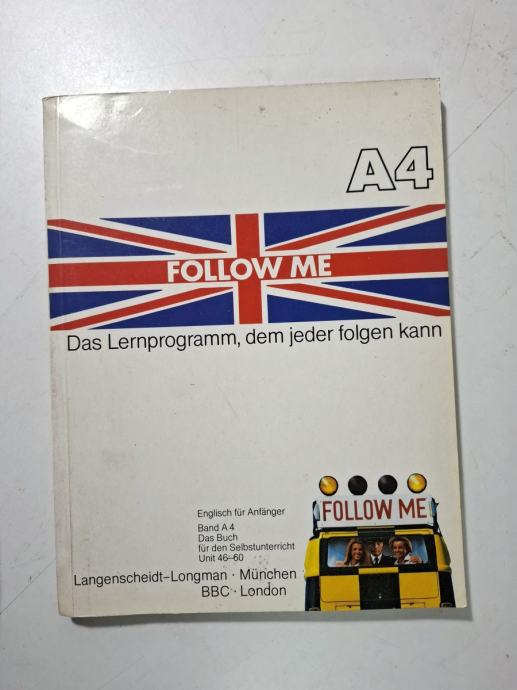 A4
FOLLOW ME
Das Lernprogramm, dem jeder folgen kann
Englisch für Anfänger
Band A 4
Das Buch
für den Selbstunterricht
Unit 46–60
Langenscheidt-Longman · München
BBC · London
FOLLOW ME